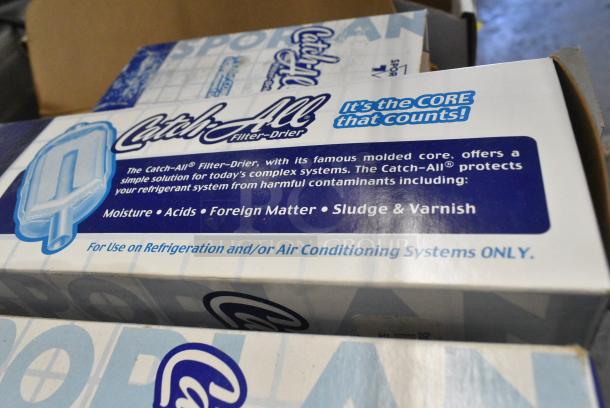 SPORLAN
Catch-All
SPOR
Catch-All
Filter-Drier
It's the CORE
that counts!
The Catch-All® Filter-Drier, with its famous molded core, offers a
simple solution for today's complex systems. The Catch-All® protects
your refrigerant system from harmful contaminants including:
Moisture • Acids • Foreign Matter • Sludge & Varnish
For Use on Refrigeration and/or Air Conditioning Systems ONLY.
SPORLAN